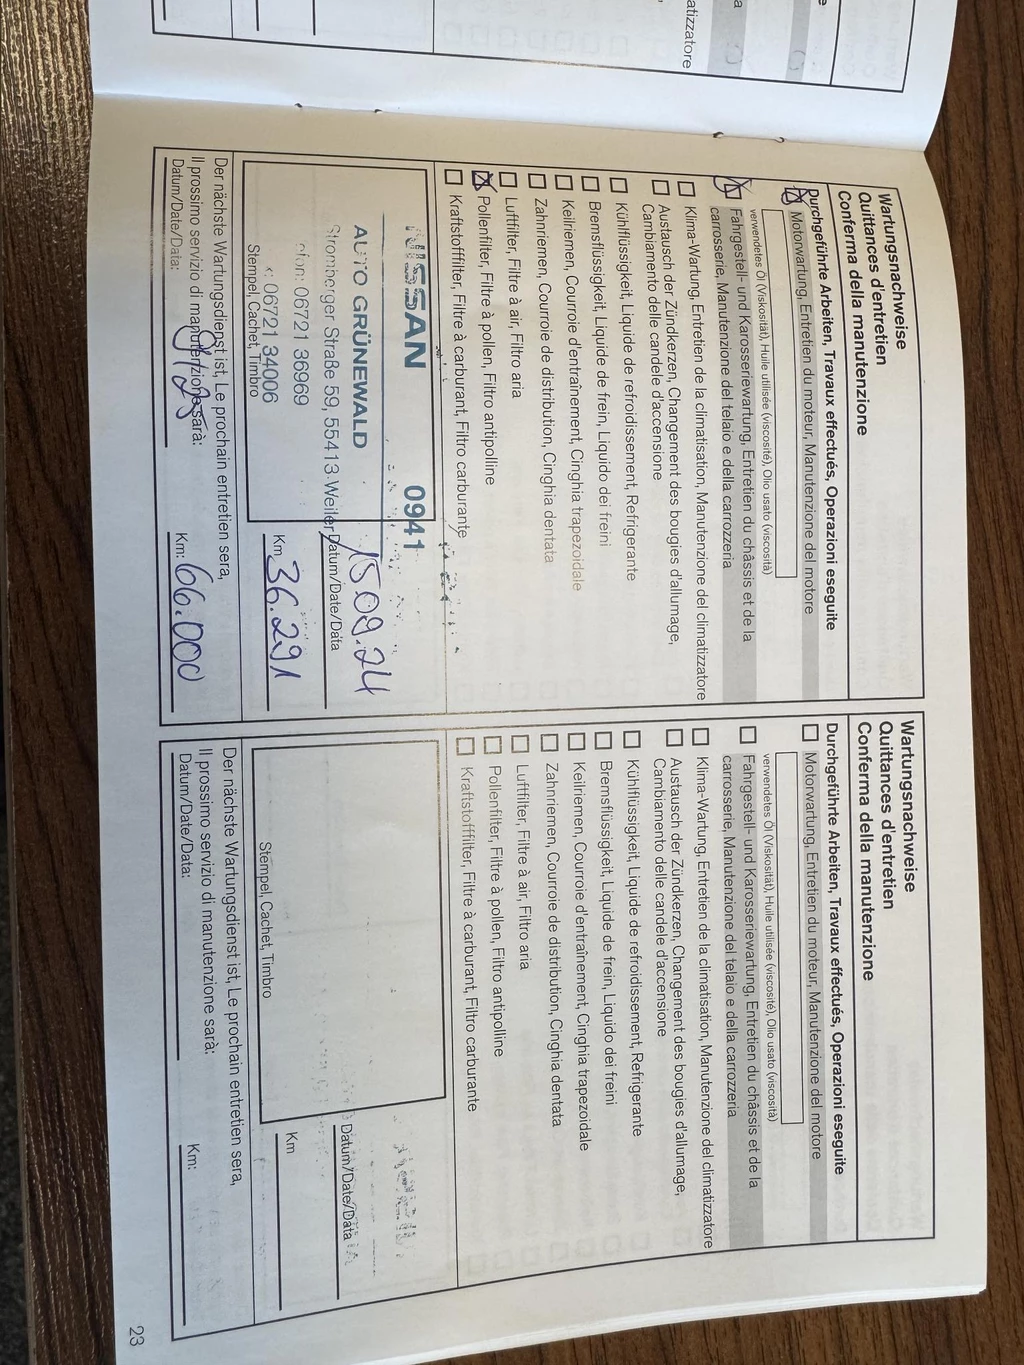 atizzatore
Wartungsnachweise
Quittances d'entretien
Conferma della manutenzione
Durchgeführte Arbeiten, Travaux effectués, Operazioni eseguite
Motorwartung, Entretien du moteur, Manutenzione del motore
verwendetes Öl (Viskosität), Huile utilisée (viscosité), Olio usato (viscosità)
Fahrgestell- und Karosseriewartung, Entretien du châssis et de la
carrosserie, Manutenzione del telaio e della carrozzeria
Klima-Wartung, Entretien de la climatisation, Manutenzione del climatizzatore
Austausch der Zündkerzen, Changement des bougies d'allumage,
Cambiamento delle candele d'accensione
Kühlflüssigkeit, Liquide de refroidissement, Refrigerante
Bremsflüssigkeit, Liquide de frein, Liquido dei freini
Keilriemen, Courroie d'entraînement, Cinghia trapezoidale
Zahnriemen, Courroie de distribution, Cinghia dentata
Luftfilter, Filtre à air, Filtro aria
Pollenfilter, Filtre à pollen, Filtro antipolline
Kraftstofffilter, Filtre à carburant, Filtro carburante
NISSAN 0941
AUTO GRÜNEWALD
Stromberger Straße 59, 55413 Weiler
efon: 06721 36969
x: 06721 34006
Stempel, Cachet, Timbro
15.08.24
Datum/Date/Data
Km 36.291
Der nächste Wartungsdienst ist, Le prochain entretien sera,
Il prossimo servizio di manutenzione sarà:
Datum/Date/Data: Km: 66.000
Wartungsnachweise
Quittances d'entretien
Conferma della manutenzione
Durchgeführte Arbeiten, Travaux effectués, Operazioni eseguite
Motorwartung, Entretien du moteur, Manutenzione del motore
verwendetes Öl (Viskosität), Huile utilisée (viscosité), Olio usato (viscosità)
Fahrgestell- und Karosseriewartung, Entretien du châssis et de la
carrosserie, Manutenzione del telaio e della carrozzeria
Klima-Wartung, Entretien de la climatisation, Manutenzione del climatizzatore
Austausch der Zündkerzen, Changement des bougies d'allumage,
Cambiamento delle candele d'accensione
Kühlflüssigkeit, Liquide de refroidissement, Refrigerante
Bremsflüssigkeit, Liquide de frein, Liquido dei freini
Keilriemen, Courroie d'entraînement, Cinghia trapezoidale
Zahnriemen, Courroie de distribution, Cinghia dentata
Luftfilter, Filtre à air, Filtro aria
Pollenfilter, Filtre à pollen, Filtro antipolline
Kraftstofffilter, Filtre à carburant, Filtro carburante
Datum/Date/Data
Km
Stempel, Cachet, Timbro
Der nächste Wartungsdienst ist, Le prochain entretien sera,
Il prossimo servizio di manutenzione sarà:
Datum/Date/Data: Km:
23